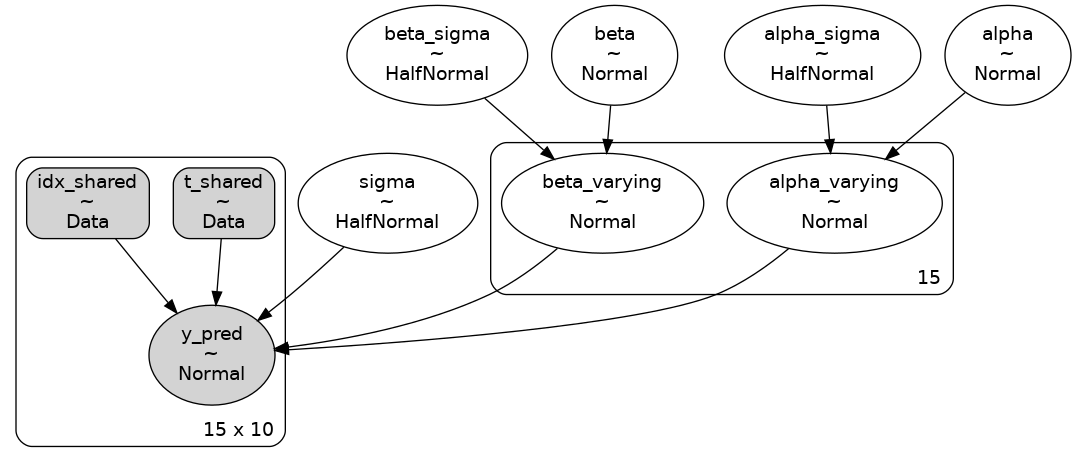 beta_sigma
~
HalfNormal
beta
~
Normal
alpha_sigma
~
HalfNormal
alpha
~
Normal
idx_shared
~
Data
t_shared
~
Data
sigma
~
HalfNormal
beta_varying
~
Normal
alpha_varying
~
Normal
15
y_pred
~
Normal
15 x 10